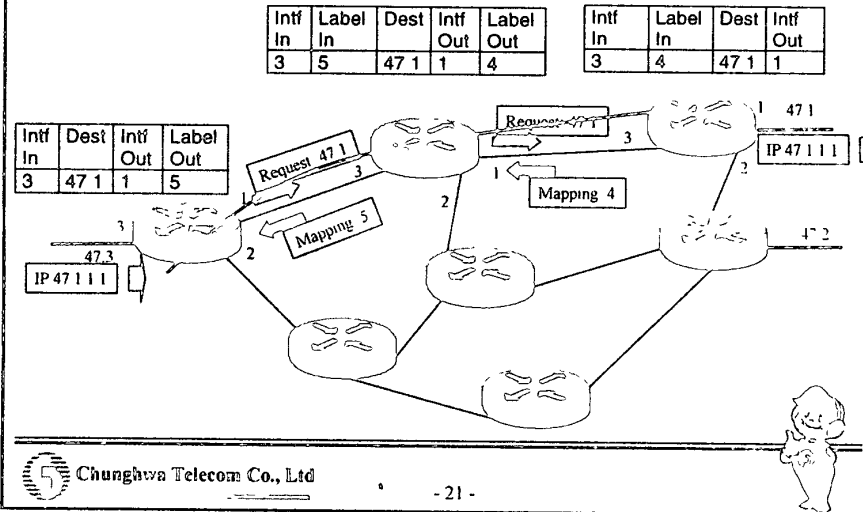 Intf In Label In Dest Intf Out Label Out
3 5 47 1 1 4
Intf In Label In Dest Intf Out
3 4 47 1 1
Intf In Dest Intf Out Label Out
3 47 1 1 5
Request 47 1
1
3
Mapping 5
2
3
47.3
IP 47 1 1 1
Request 47 1
3
1
Mapping 4
2
1
47 1
IP 47 1 1 1
2
47.2
Chunghwa Telecom Co., Ltd
- 21 -